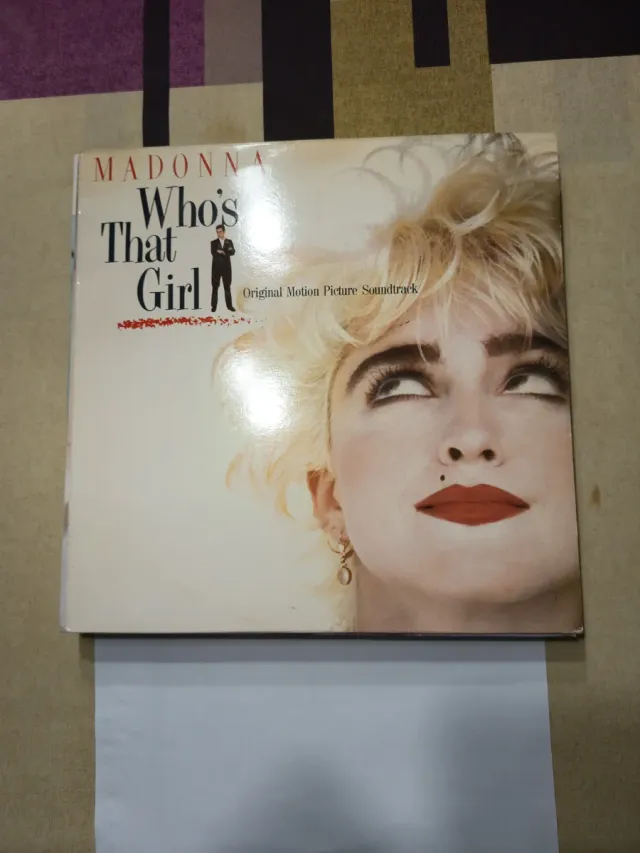 MADONNA
Who's
That
Girl
Original Motion Picture Soundtrack